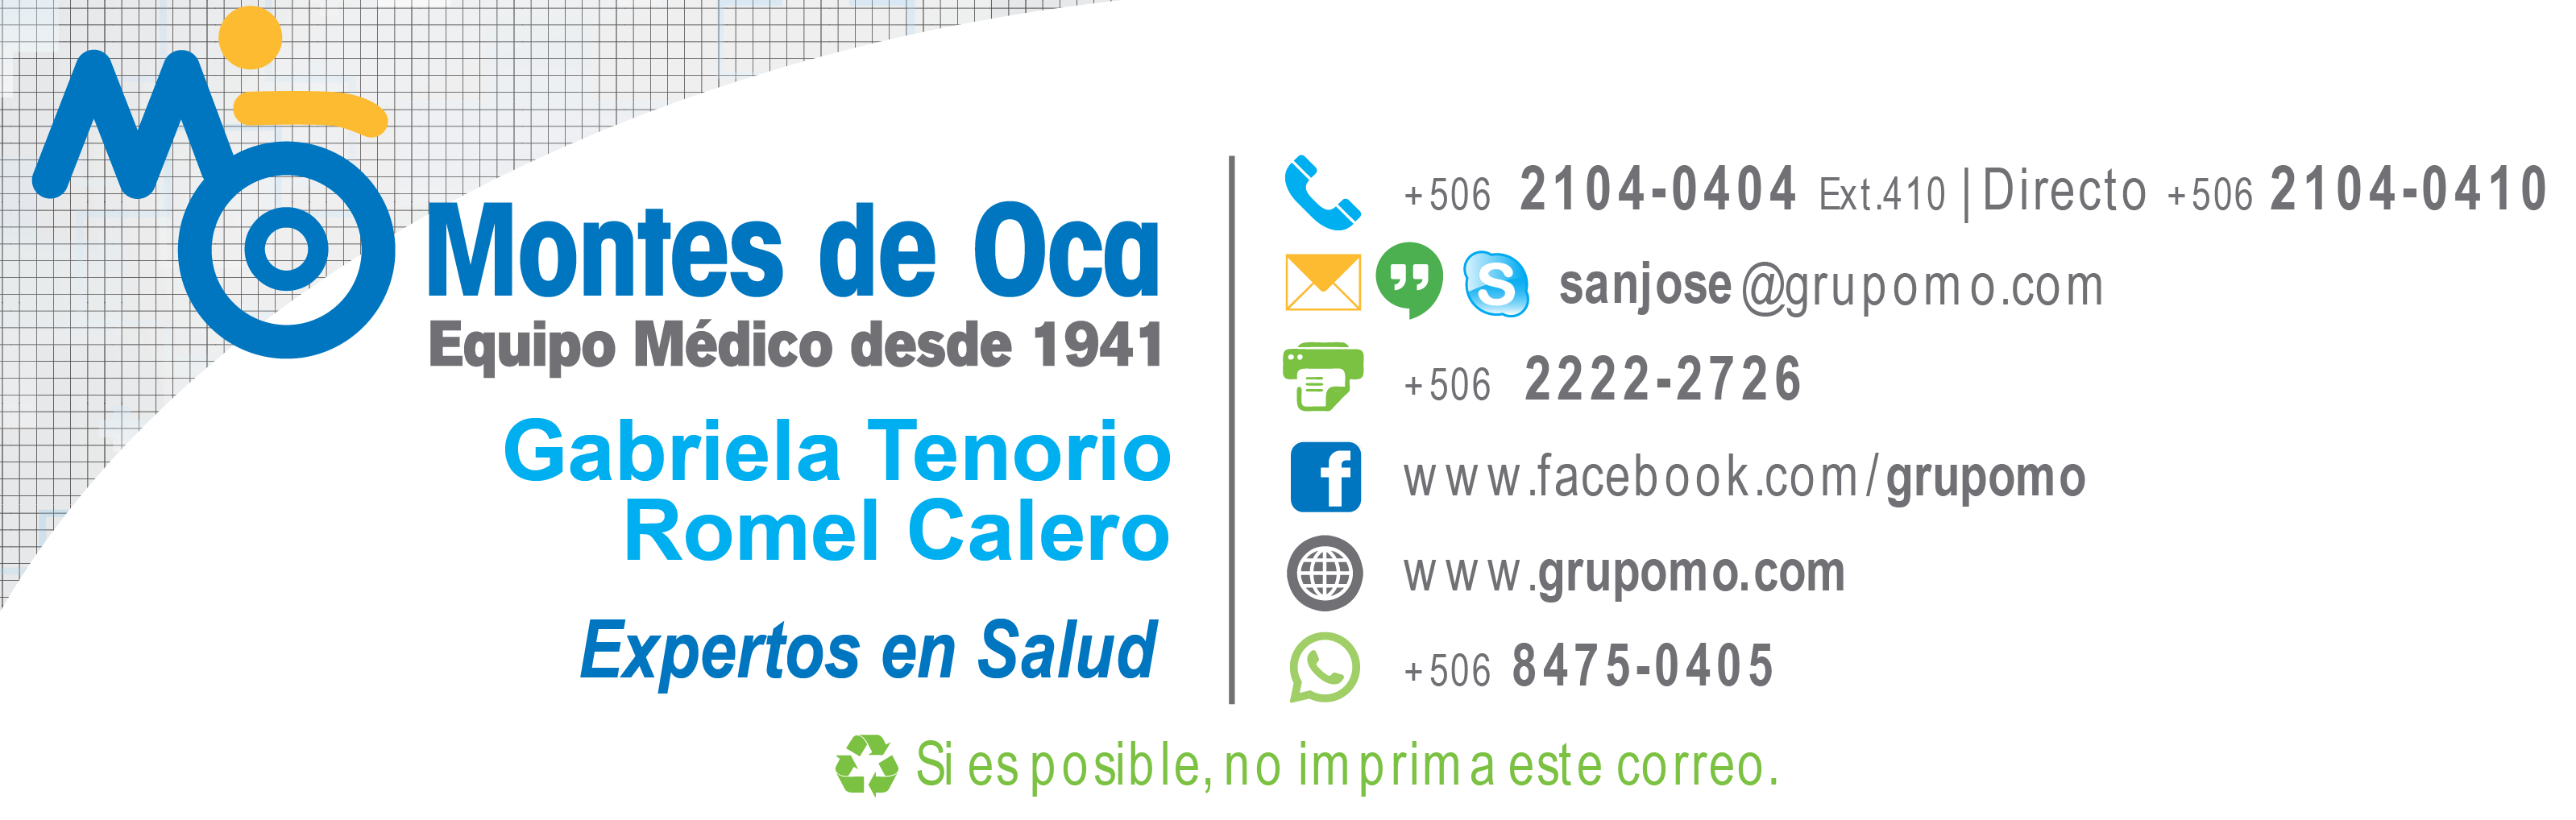 Montes de Oca
Equipo Médico desde 1941
Gabriela Tenorio
Romel Calero
Expertos en Salud
+506 2104-0404 Ext.410 | Directo +506 2104-0410
sanjose@grupomo.com
+506 2222-2726
www.facebook.com/grupomo
www.grupomo.com
+506 8475-0405
Si es posible, no imprima este correo.